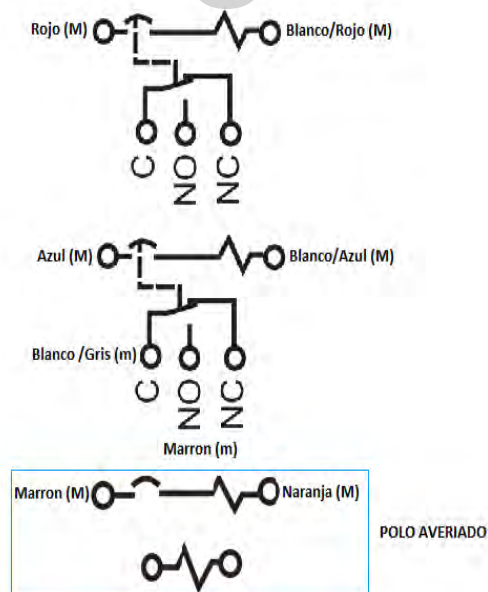 Rojo (M) Blanco/Rojo (M)
C NO NC
Azul (M) Blanco/Azul (M)
Blanco /Gris (m)
C NO NC
Marron (m)
Marron (M) Naranja (M)
POLO AVERIADO